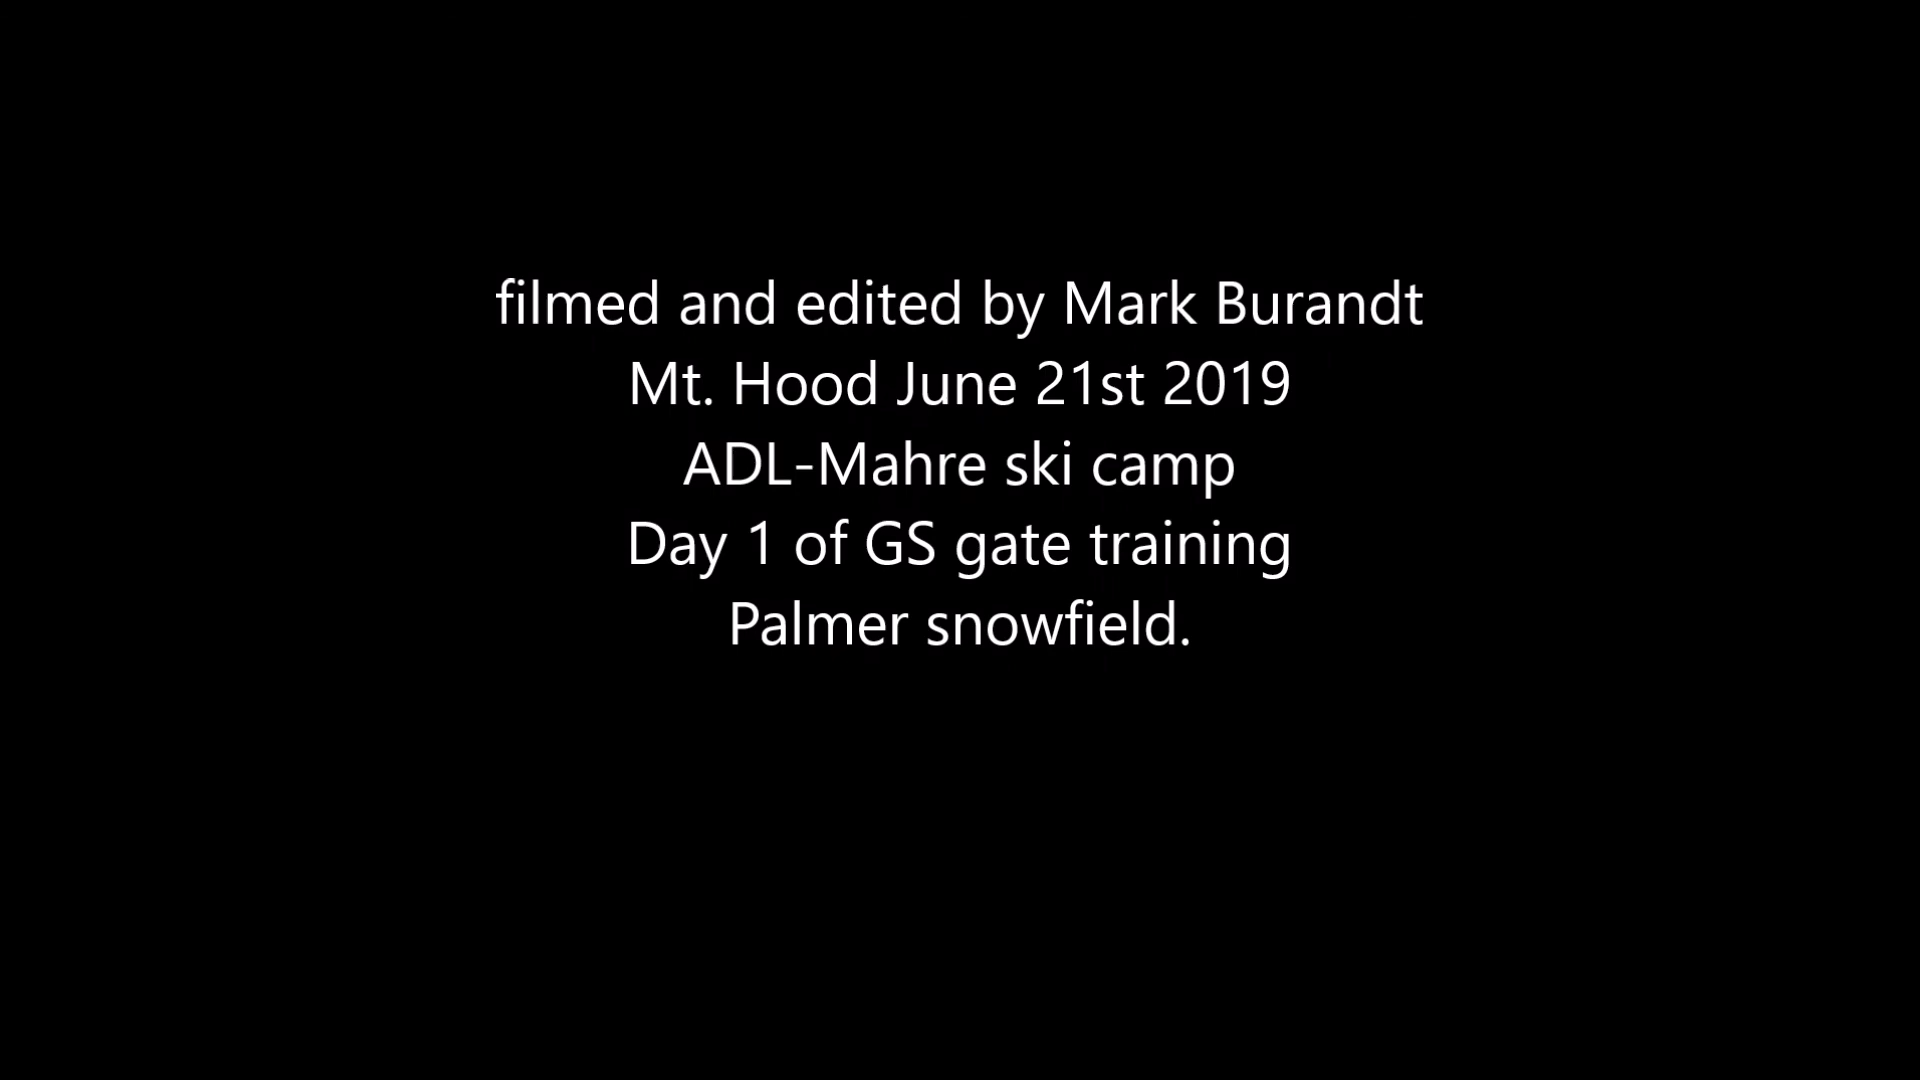 filmed and edited by Mark Burandt
Mt. Hood June 21st 2019
ADL-Mahre ski camp
Day 1 of GS gate training
Palmer snowfield.